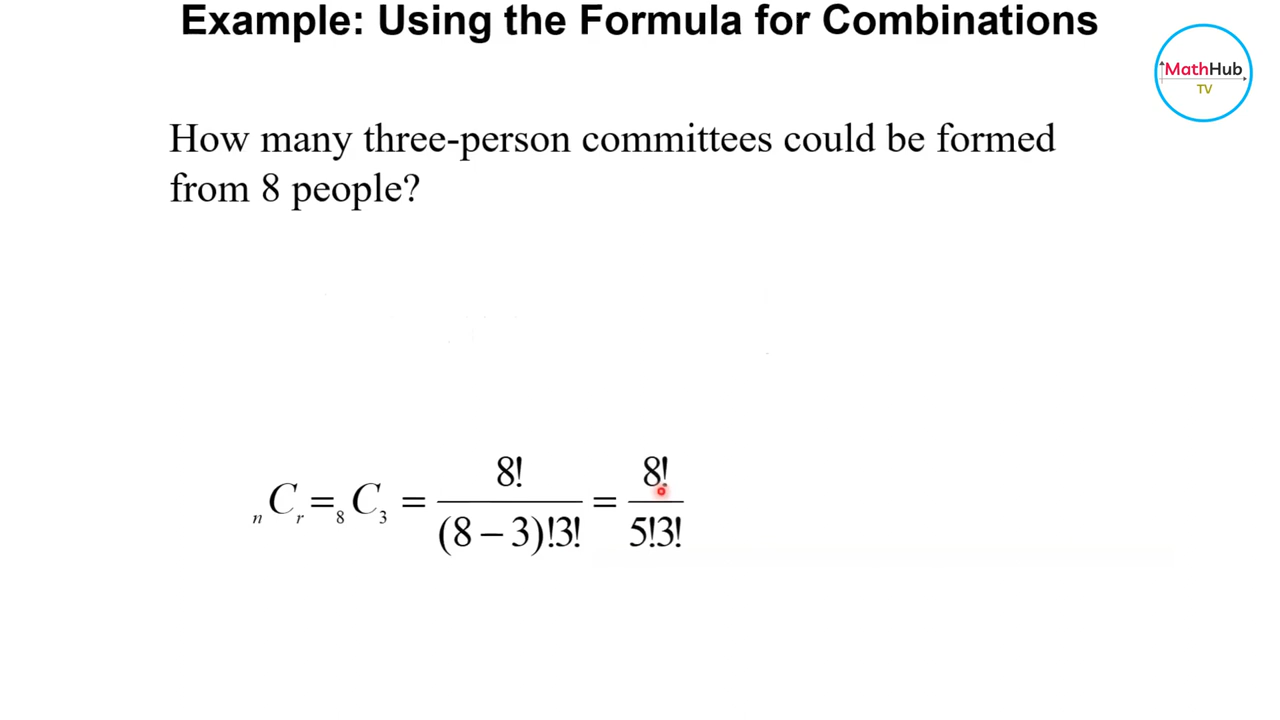 Example: Using the Formula for Combinations
MathHub
TV
How many three-person committees could be formed
from 8 people?
ₙCᵣ = ₈C₃ = 8! / (8 − 3)!3! = 8! / 5!3!